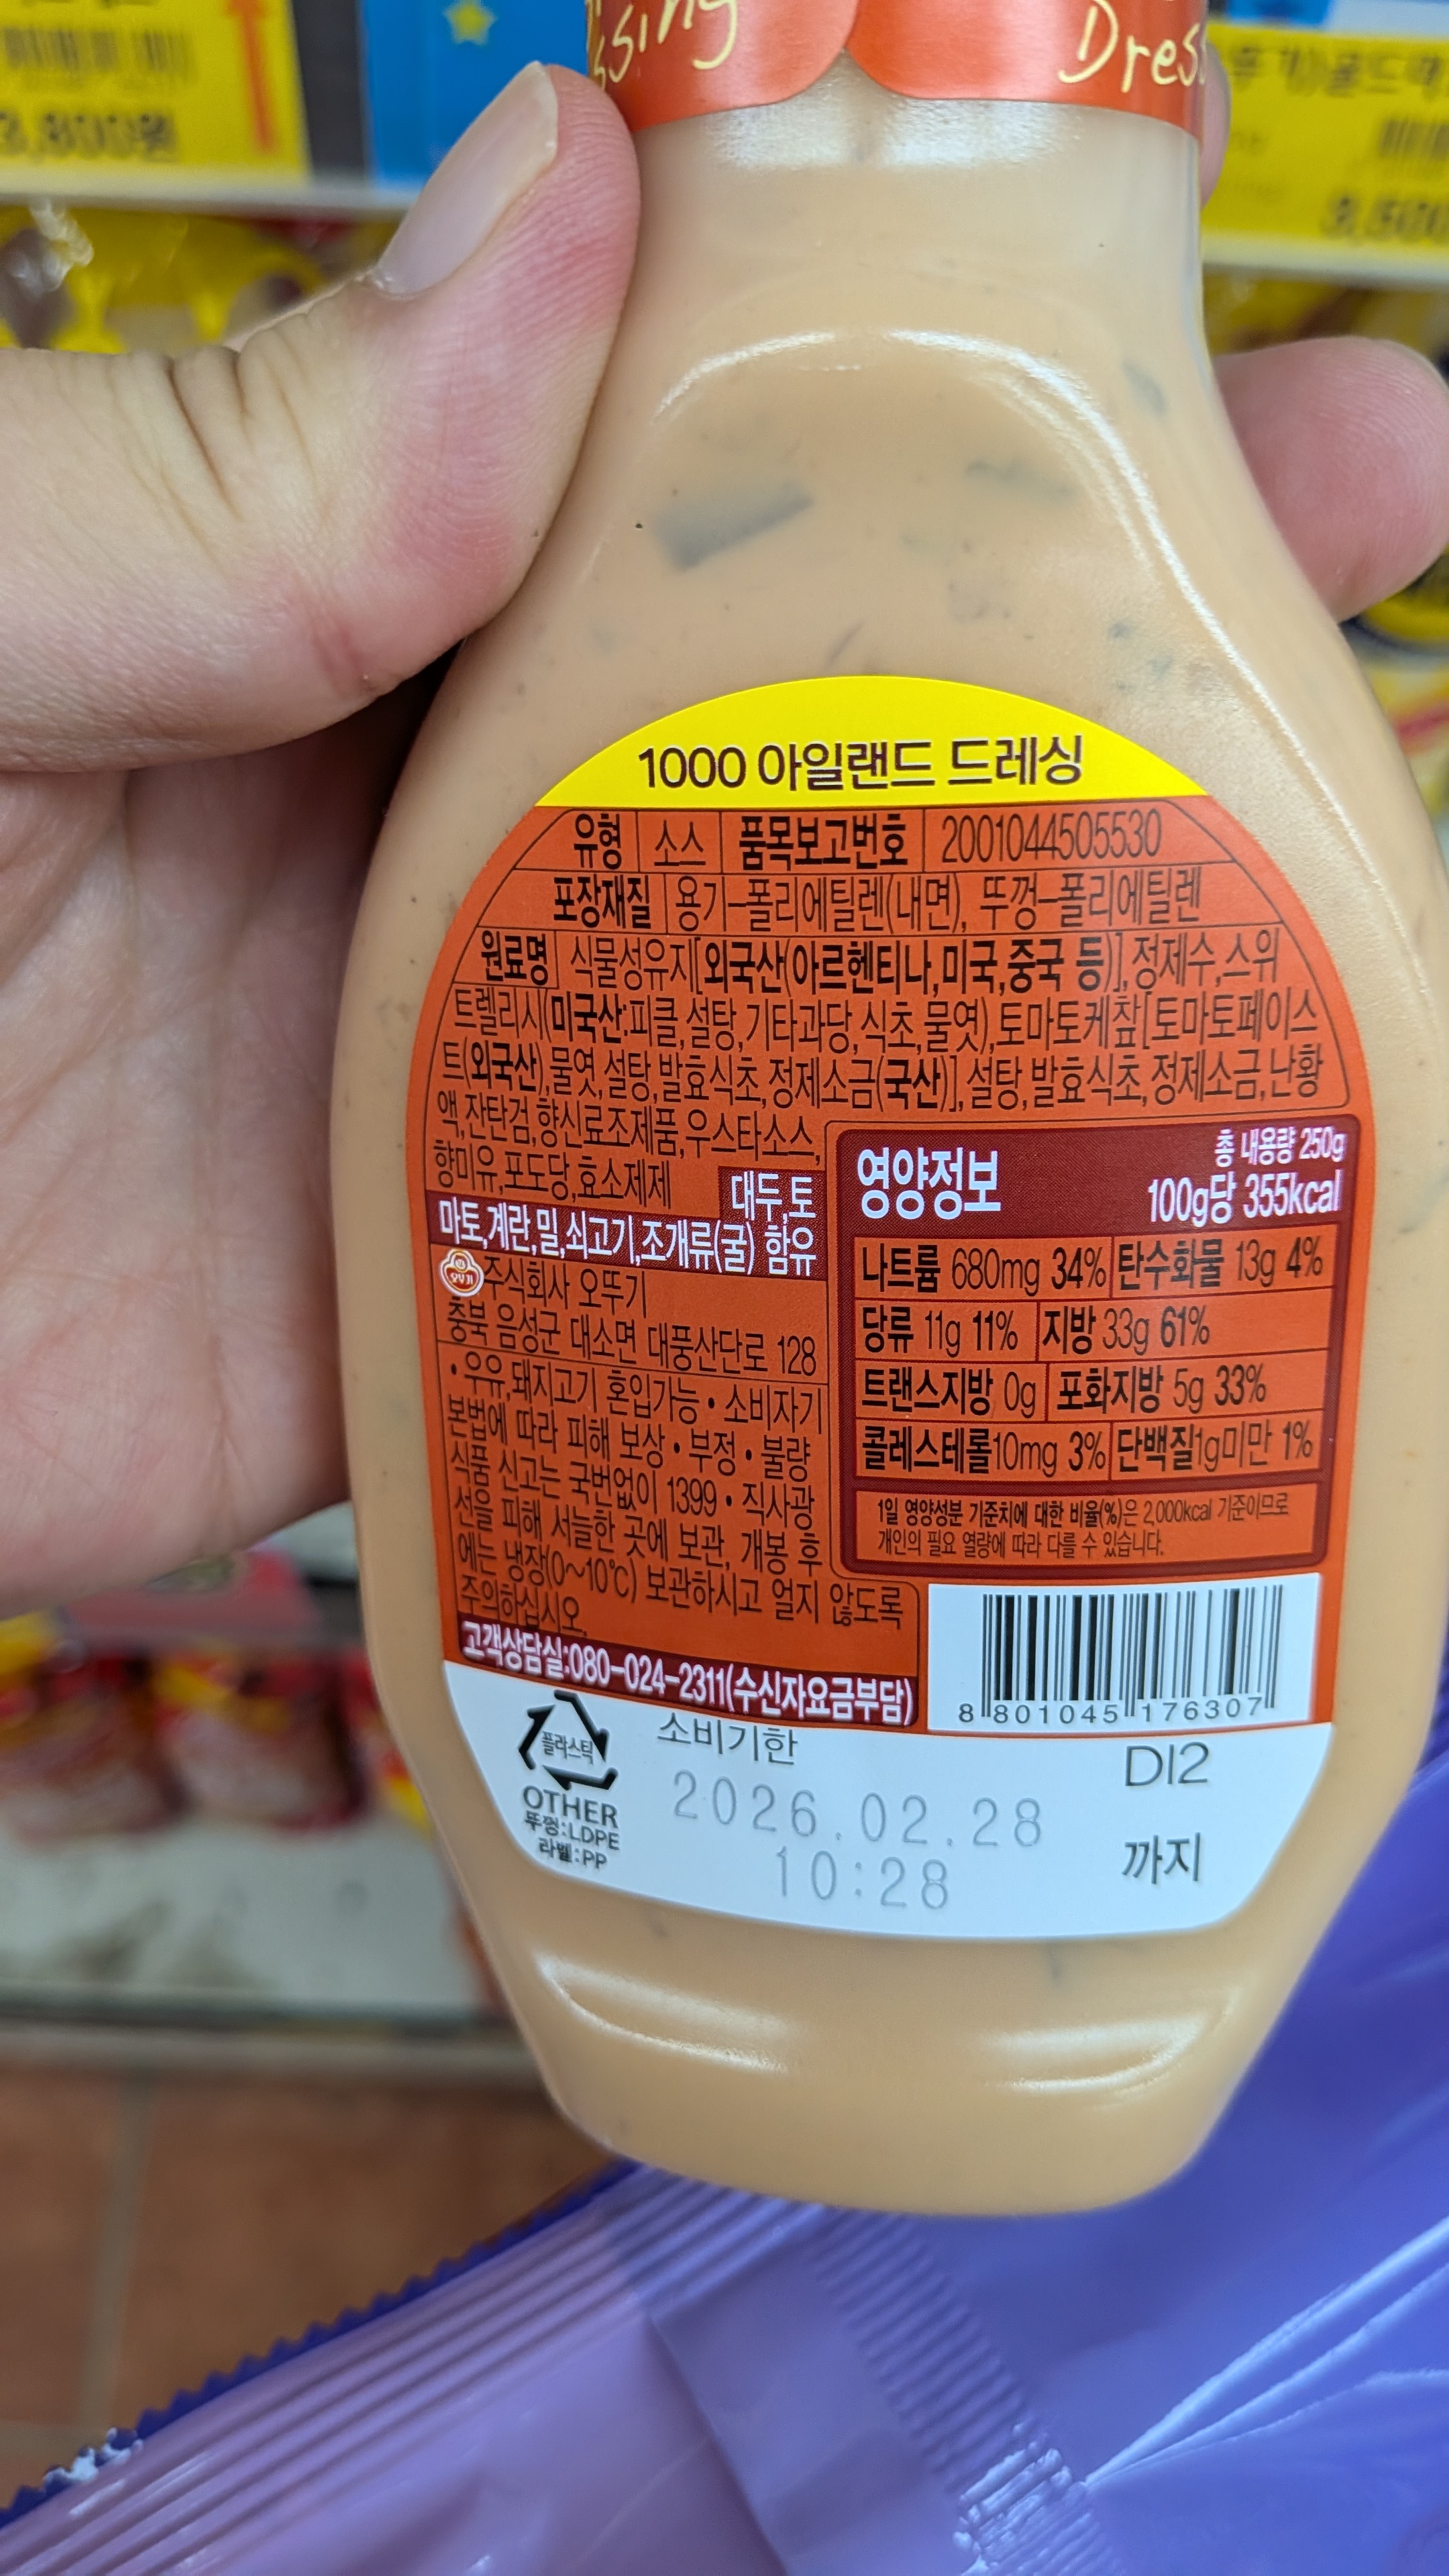 ssing
Dres
3,800원
3,500
1000 아일랜드 드레싱
유형 소스 품목보고번호 2001044505530
포장재질 용기-폴리에틸렌(내면), 뚜껑-폴리에틸렌
원료명 식물성유지[외국산(아르헨티나,미국,중국 등)],정제수,스위
트렐리시(미국산:피클,설탕,기타과당,식초,물엿),토마토케찹[토마토페이스
트(외국산),물엿,설탕,발효식초,정제소금(국산)],설탕,발효식초,정제소금,난황
액,잔탄검,향신료조제품,우스타소스,
향미유,포도당,효소제제
대두,토
마토,계란,밀,쇠고기,조개류(굴) 함유
오뚜기 주식회사 오뚜기
충북 음성군 대소면 대풍산단로 128
•우유,돼지고기 혼입가능•소비자기
본법에 따라 피해 보상•부정•불량
식품 신고는 국번없이 1399•직사광
선을 피해 서늘한 곳에 보관, 개봉 후
에는 냉장(0~10℃) 보관하시고 얼지 않도록
주의하십시오.
고객상담실:080-024-2311(수신자요금부담)
영양정보
총 내용량 250g
100g당 355kcal
나트륨 680mg 34% 탄수화물 13g 4%
당류 11g 11% 지방 33g 61%
트랜스지방 0g 포화지방 5g 33%
콜레스테롤10mg 3% 단백질1g미만 1%
1일 영양성분 기준치에 대한 비율(%)은 2,000kcal 기준이므로
개인의 필요 열량에 따라 다를 수 있습니다.
8 801045 176307
플라스틱
OTHER
뚜껑:LDPE
라벨:PP
소비기한
DI2
2026.02.28
10:28
까지